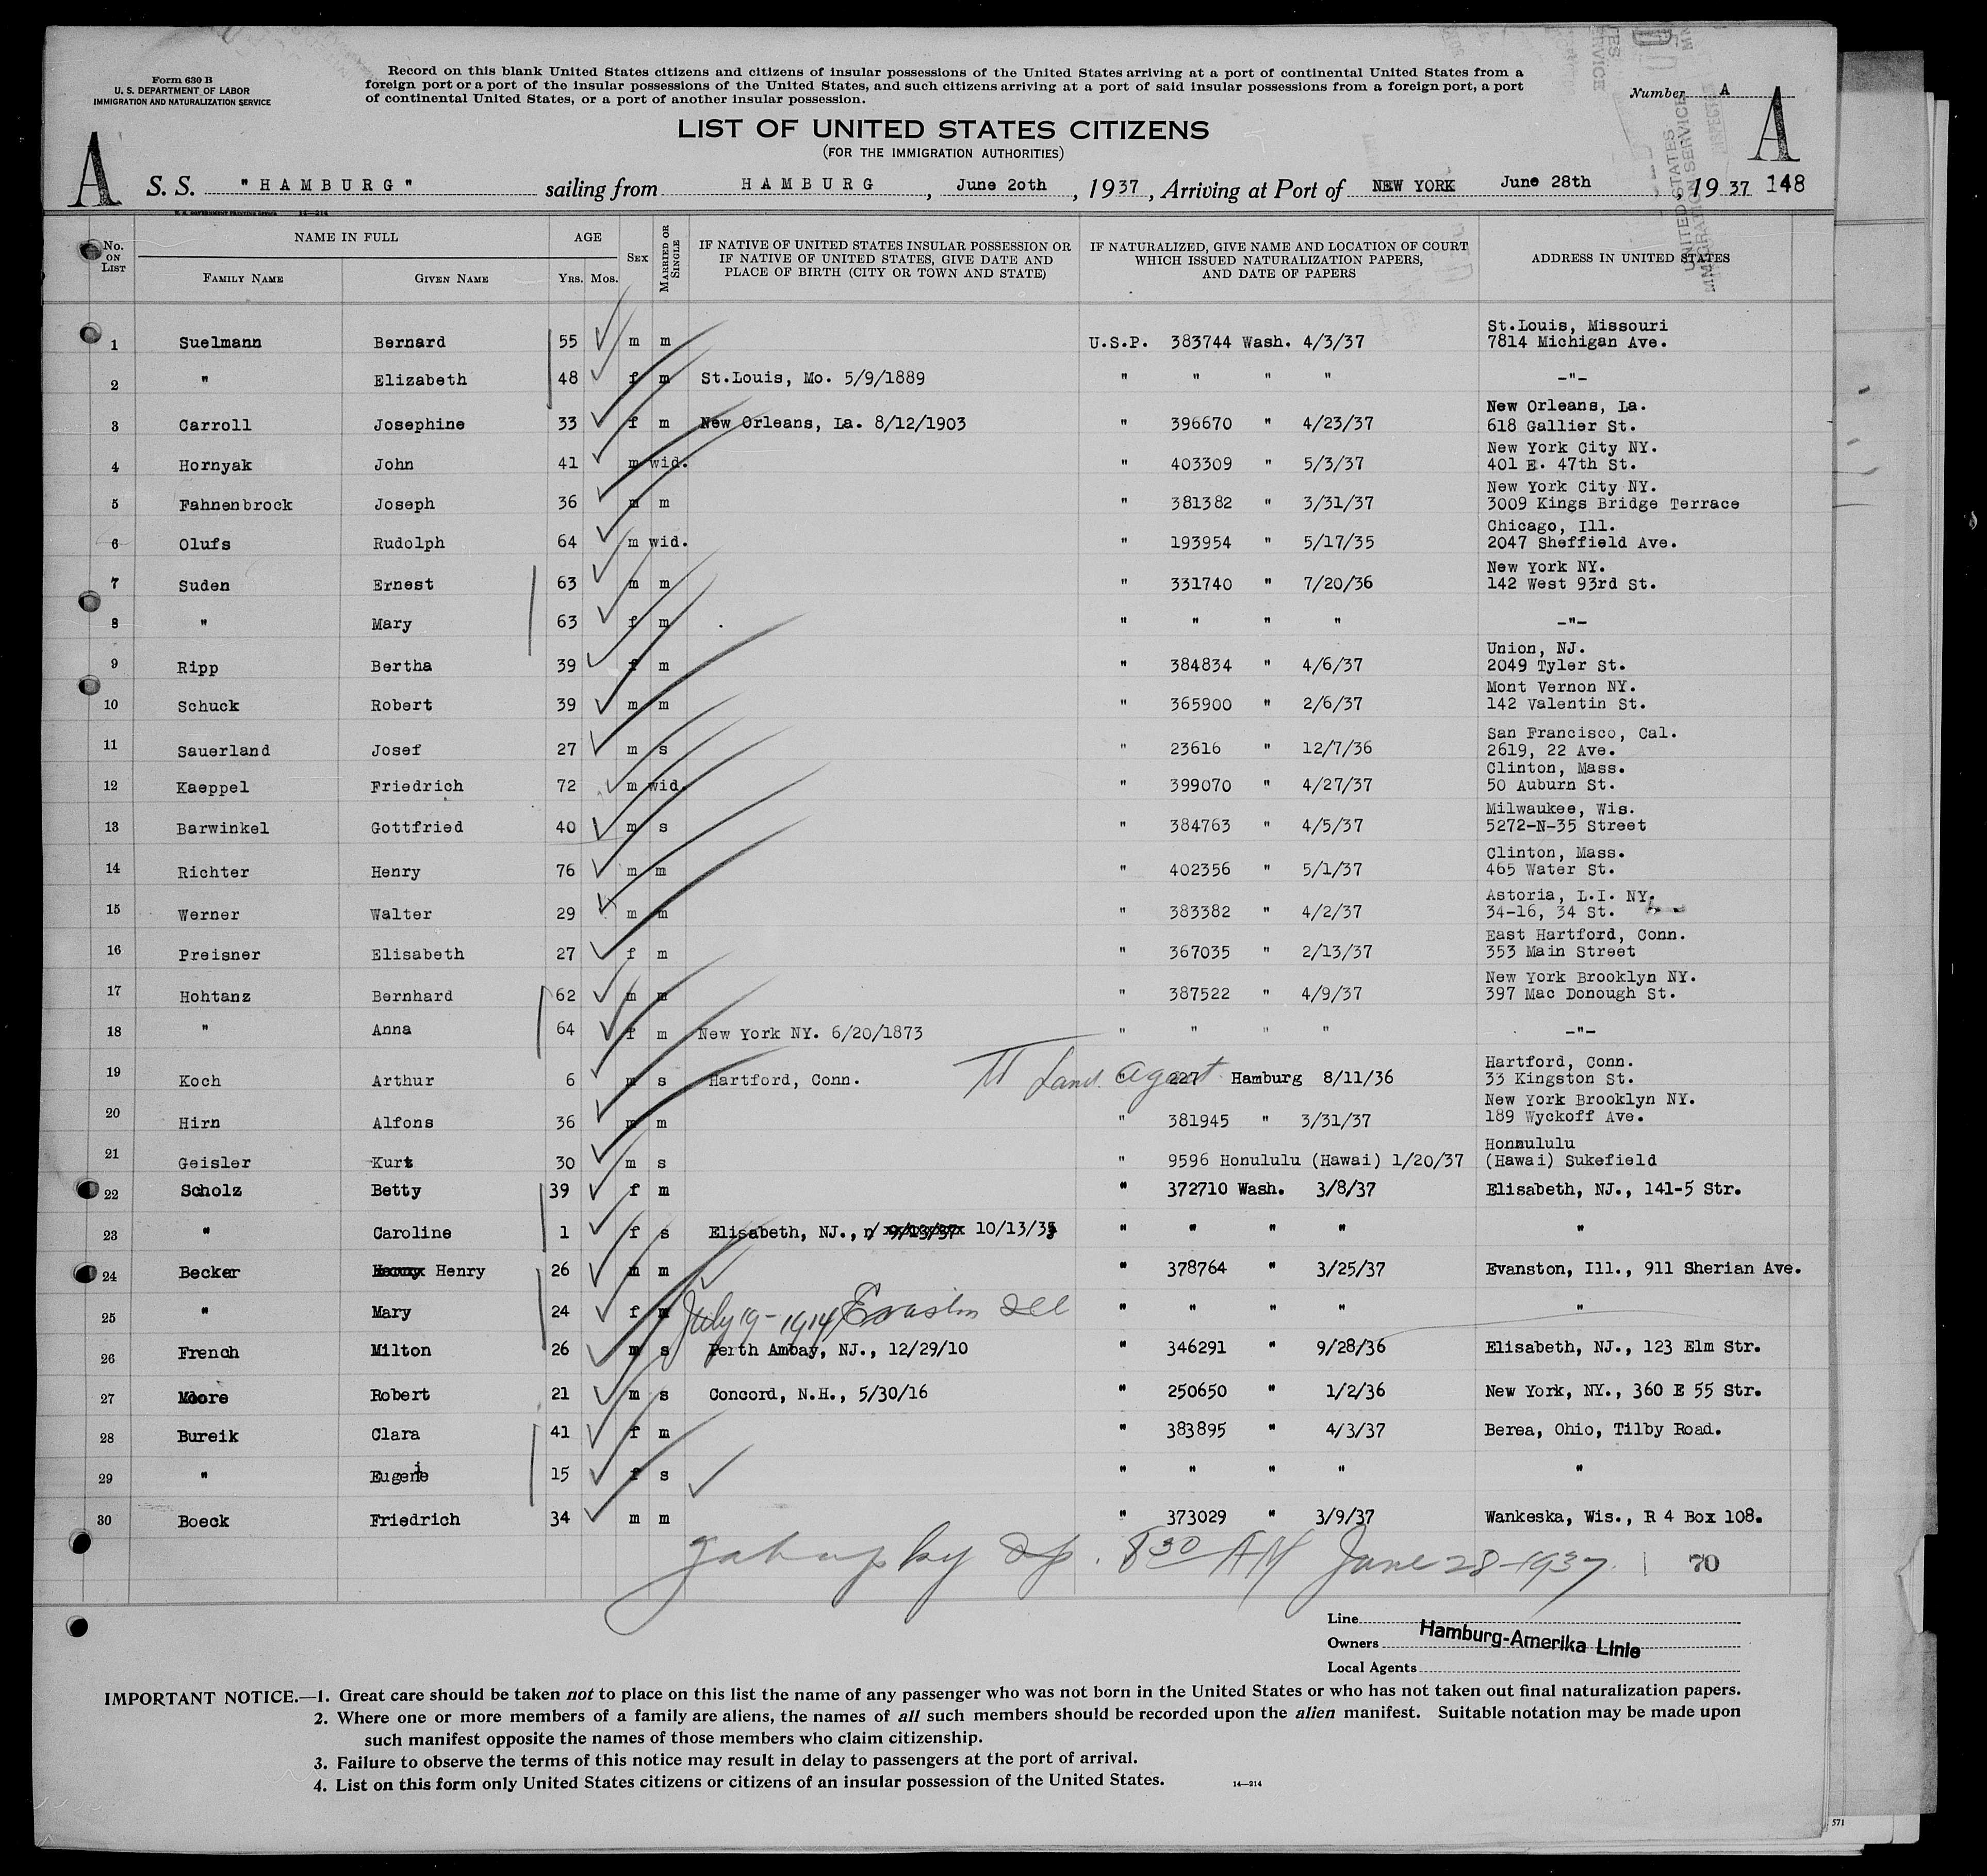 Form 630 B
U. S. DEPARTMENT OF LABOR
IMMIGRATION AND NATURALIZATION SERVICE
Record on this blank United States citizens and citizens of insular possessions of the United States arriving at a port of continental United States from a
foreign port or a port of the insular possessions of the United States, and such citizens arriving at a port of said insular possessions from a foreign port, a port
of continental United States, or a port of another insular possession.
Number A
LIST OF UNITED STATES CITIZENS
(FOR THE IMMIGRATION AUTHORITIES)
A
A
S. S. "HAMBURG" sailing from HAMBURG, June 2oth, 1937, Arriving at Port of NEW YORK June 28th, 1937 148
U. S. GOVERNMENT PRINTING OFFICE 14—214
UNITED STATES
IMMIGRATION SERVICE
No. ON LIST
NAME IN FULL
FAMILY NAME
GIVEN NAME
AGE
YRS. MOS.
SEX
MARRIED OR SINGLE
IF NATIVE OF UNITED STATES INSULAR POSSESSION OR
IF NATIVE OF UNITED STATES, GIVE DATE AND
PLACE OF BIRTH (CITY OR TOWN AND STATE)
IF NATURALIZED, GIVE NAME AND LOCATION OF COURT
WHICH ISSUED NATURALIZATION PAPERS,
AND DATE OF PAPERS
ADDRESS IN UNITED STATES
St.Louis, Missouri
1 Suelmann Bernard 55 m m U.S.P. 383744 Wash. 4/3/37 7814 Michigan Ave.
2 " Elizabeth 48 f m St.Louis, Mo. 5/9/1889 " " " " -"-
New Orleans, La.
3 Carroll Josephine 33 f m New Orleans, La. 8/12/1903 " 396670 " 4/23/37 618 Gallier St.
New York City NY.
4 Hornyak John 41 m wid. " 403309 " 5/3/37 401 E. 47th St.
New York City NY.
5 Fahnenbrock Joseph 36 m m " 381382 " 3/31/37 3009 Kings Bridge Terrace
Chicago, Ill.
6 Olufs Rudolph 64 m wid. " 193954 " 5/17/35 2047 Sheffield Ave.
New York NY.
7 Suden Ernest 63 m m " 331740 " 7/20/36 142 West 93rd St.
8 " Mary 63 f m " " " " -"-
Union, NJ.
9 Ripp Bertha 39 f m " 384834 " 4/6/37 2049 Tyler St.
Mont Vernon NY.
10 Schuck Robert 39 m m " 365900 " 2/6/37 142 Valentin St.
San Francisco, Cal.
11 Sauerland Josef 27 m s " 23616 " 12/7/36 2619, 22 Ave.
Clinton, Mass.
12 Kaeppel Friedrich 72 m wid. " 399070 " 4/27/37 50 Auburn St.
Milwaukee, Wis.
13 Barwinkel Gottfried 40 m s " 384763 " 4/5/37 5272-N-35 Street
Clinton, Mass.
14 Richter Henry 76 m m " 402356 " 5/1/37 465 Water St.
Astoria, L.I. NY.
15 Werner Walter 29 m m " 383382 " 4/2/37 34-16, 34 St.
East Hartford, Conn.
16 Preisner Elisabeth 27 f m " 367035 " 2/13/37 353 Main Street
New York Brooklyn NY.
17 Hohtanz Bernhard 62 m m " 387522 " 4/9/37 397 Mac Donough St.
18 " Anna 64 f m New York NY. 6/20/1873 " " " " -"-
Hartford, Conn.
19 Koch Arthur 6 m s Hartford, Conn. agent " 227 Hamburg 8/11/36 33 Kingston St.
New York Brooklyn NY.
20 Hirn Alfons 36 m m " 381945 " 3/31/37 189 Wyckoff Ave.
Honnululu
21 Geisler Kurt 30 m s " 9596 Honululu (Hawai) 1/20/37 (Hawai) Sukefield
22 Scholz Betty 39 f m " 372710 Wash. 3/8/37 Elisabeth, NJ., 141-5 Str.
23 " Caroline 1 f s Elisabeth, NJ., 9/13/37 10/13/35 " " " " "
24 Becker Henry 26 m m " 378764 " 3/25/37 Evanston, Ill., 911 Sherian Ave.
25 " Mary 24 f m July 19-1914 Evanston Ill " " " " "
26 French Milton 26 m s Perth Ambay, NJ., 12/29/10 " 346291 " 9/28/36 Elisabeth, NJ., 123 Elm Str.
27 Moore Robert 21 m s Concord, N.H., 5/30/16 " 250650 " 1/2/36 New York, NY., 360 E 55 Str.
28 Bureik Clara 41 f m " 383895 " 4/3/37 Berea, Ohio, Tilby Road.
29 " Eugenie 15 f s " " " " "
30 Boeck Friedrich 34 m m " 373029 " 3/9/37 Wankeska, Wis., R 4 Box 108.
by 8 30 AM June 28-1937. 70
Line
Owners Hamburg-Amerika Linie
Local Agents
IMPORTANT NOTICE.—1. Great care should be taken not to place on this list the name of any passenger who was not born in the United States or who has not taken out final naturalization papers.
2. Where one or more members of a family are aliens, the names of all such members should be recorded upon the alien manifest. Suitable notation may be made upon
such manifest opposite the names of those members who claim citizenship.
3. Failure to observe the terms of this notice may result in delay to passengers at the port of arrival.
4. List on this form only United States citizens or citizens of an insular possession of the United States. 14—214
571